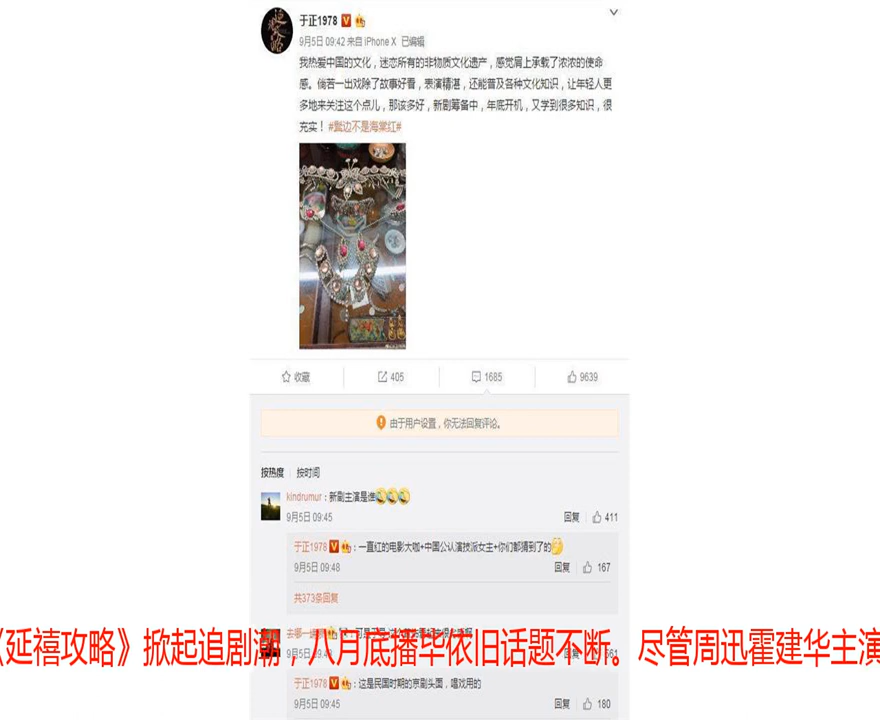 于正1978
9月5日 09:42 来自 iPhone X 已编辑
我热爱中国的文化，迷恋所有的非物质文化遗产，感觉肩上承载了浓浓的使命
感。倘若一出戏除了故事好看，表演精湛，还能普及各种文化知识，让年轻人更
多地来关注这个点儿，那该多好，新剧筹备中，年底开机，又学到很多知识，很
充实！#鬓边不是海棠红#
收藏 405 1685 9639
由于用户设置，你无法回复评论。
按热度 按时间
kindrumur：新剧主演是谁
9月5日 09:45 回复 411
于正1978：一直红的电影大咖+中国公认演技派女主+你们都猜到了的
9月5日 09:48 回复 167
共373条回复
《延禧攻略》掀起追剧潮，八月底播毕依旧话题不断。尽管周迅霍建华主演
于正1978：这是民国时期的京剧头面，唱戏用的
9月5日 09:45 回复 180